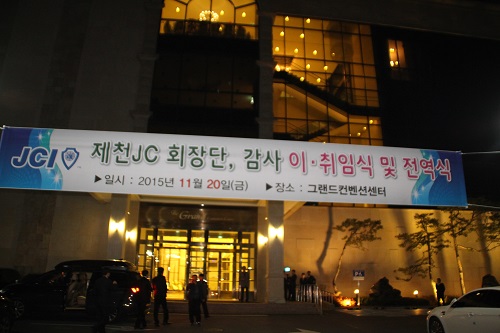 JCI 제천JC 회장단, 감사 이·취임식 및 전역식
▶일시 : 2015년 11월 20일(금) ▶장소 : 그랜드컨벤션센터